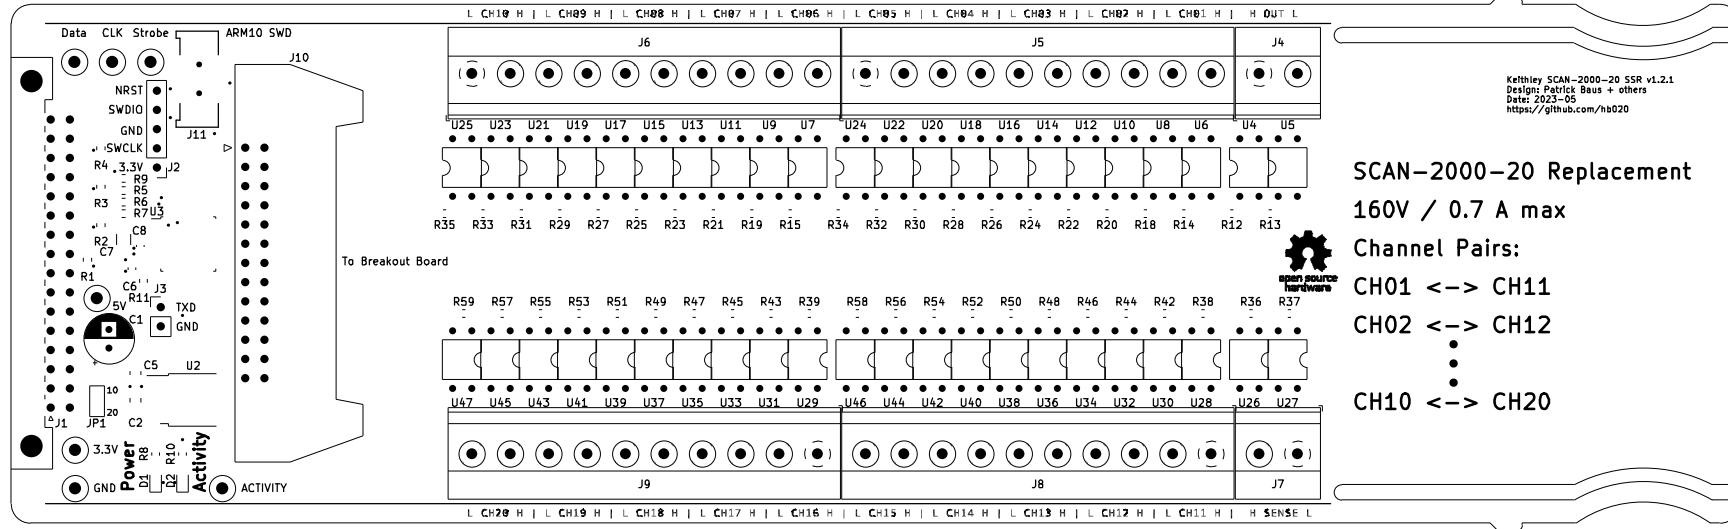 L CH10 H | L CH09 H | L CH08 H | L CH07 H | L CH06 H | L CH05 H | L CH04 H | L CH03 H | L CH02 H | L CH01 H | H OUT L
Data CLK Strobe ARM10 SWD
J6 J5 J4
J10
Keithley SCAN-2000-20 SSR v1.2.1
Design: Patrick Baus + others
Date: 2023-05
https://github.com/hb020
NRST
SWDIO
GND
SWCLK
3.3V
J11
J2
U25 U23 U21 U19 U17 U15 U13 U11 U9 U7 U24 U22 U20 U18 U16 U14 U12 U10 U8 U6 U4 U5
R4
R9
R5
R3
R6
R7
U3
R35 R33 R31 R29 R27 R25 R23 R21 R19 R15 R34 R32 R30 R28 R26 R24 R22 R20 R18 R14 R12 R13
C8
R2
C7
R1
C6
To Breakout Board
open source
hardware
SCAN-2000-20 Replacement
160V / 0.7 A max
Channel Pairs:
CH01 <-> CH11
CH02 <-> CH12
CH10 <-> CH20
J3
R11
5V
TXD
C1
GND
R59 R57 R55 R53 R51 R49 R47 R45 R43 R39 R58 R56 R54 R52 R50 R48 R46 R44 R42 R38 R36 R37
C5 U2
10
20
J1 JP1 C2
U47 U45 U43 U41 U39 U37 U35 U33 U31 U29 U46 U44 U42 U40 U38 U36 U34 U32 U30 U28 U26 U27
3.3V
Power
R8
R10
Activity
D1
D2
GND
ACTIVITY
J9 J8 J7
L CH20 H | L CH19 H | L CH18 H | L CH17 H | L CH16 H | L CH15 H | L CH14 H | L CH13 H | L CH12 H | L CH11 H | H SENSE L